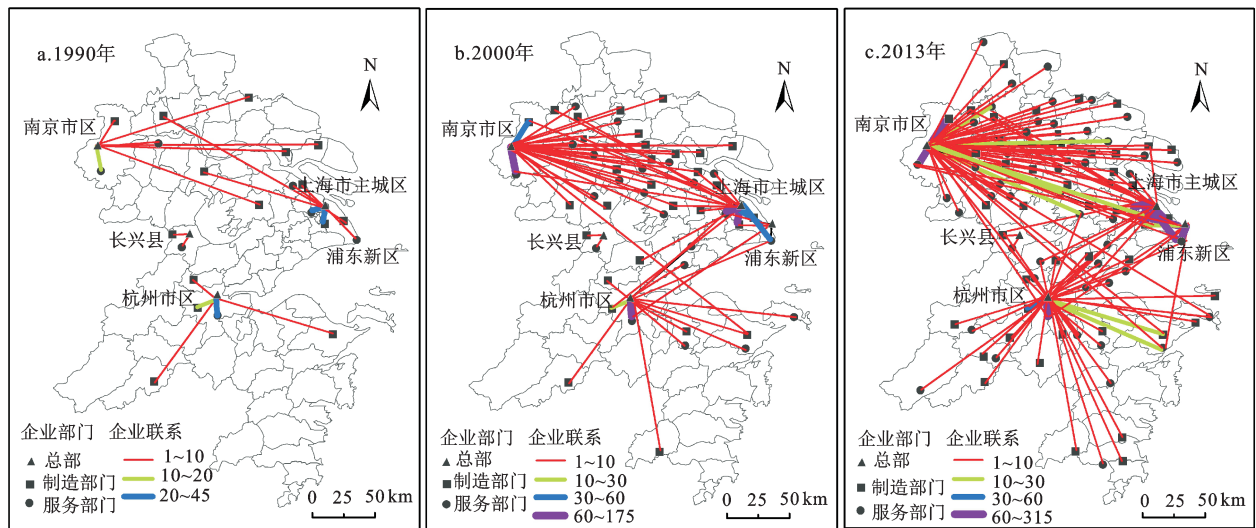 a.1990年
N
南京市区
上海市主城区
长兴县
浦东新区
杭州市区
企业部门 企业联系
总部 1~10
制造部门 10~20
服务部门 20~45
0 25 50 km
b.2000年
N
南京市区
上海市主城区
长兴县
浦东新区
杭州市区
企业部门 企业联系
总部 1~10
制造部门 10~30
服务部门 30~60
60~175
0 25 50 km
c.2013年
N
南京市区
上海市主城区
长兴县
浦东新区
杭州市区
企业部门 企业联系
总部 1~10
制造部门 10~30
服务部门 30~60
60~315
0 25 50 km